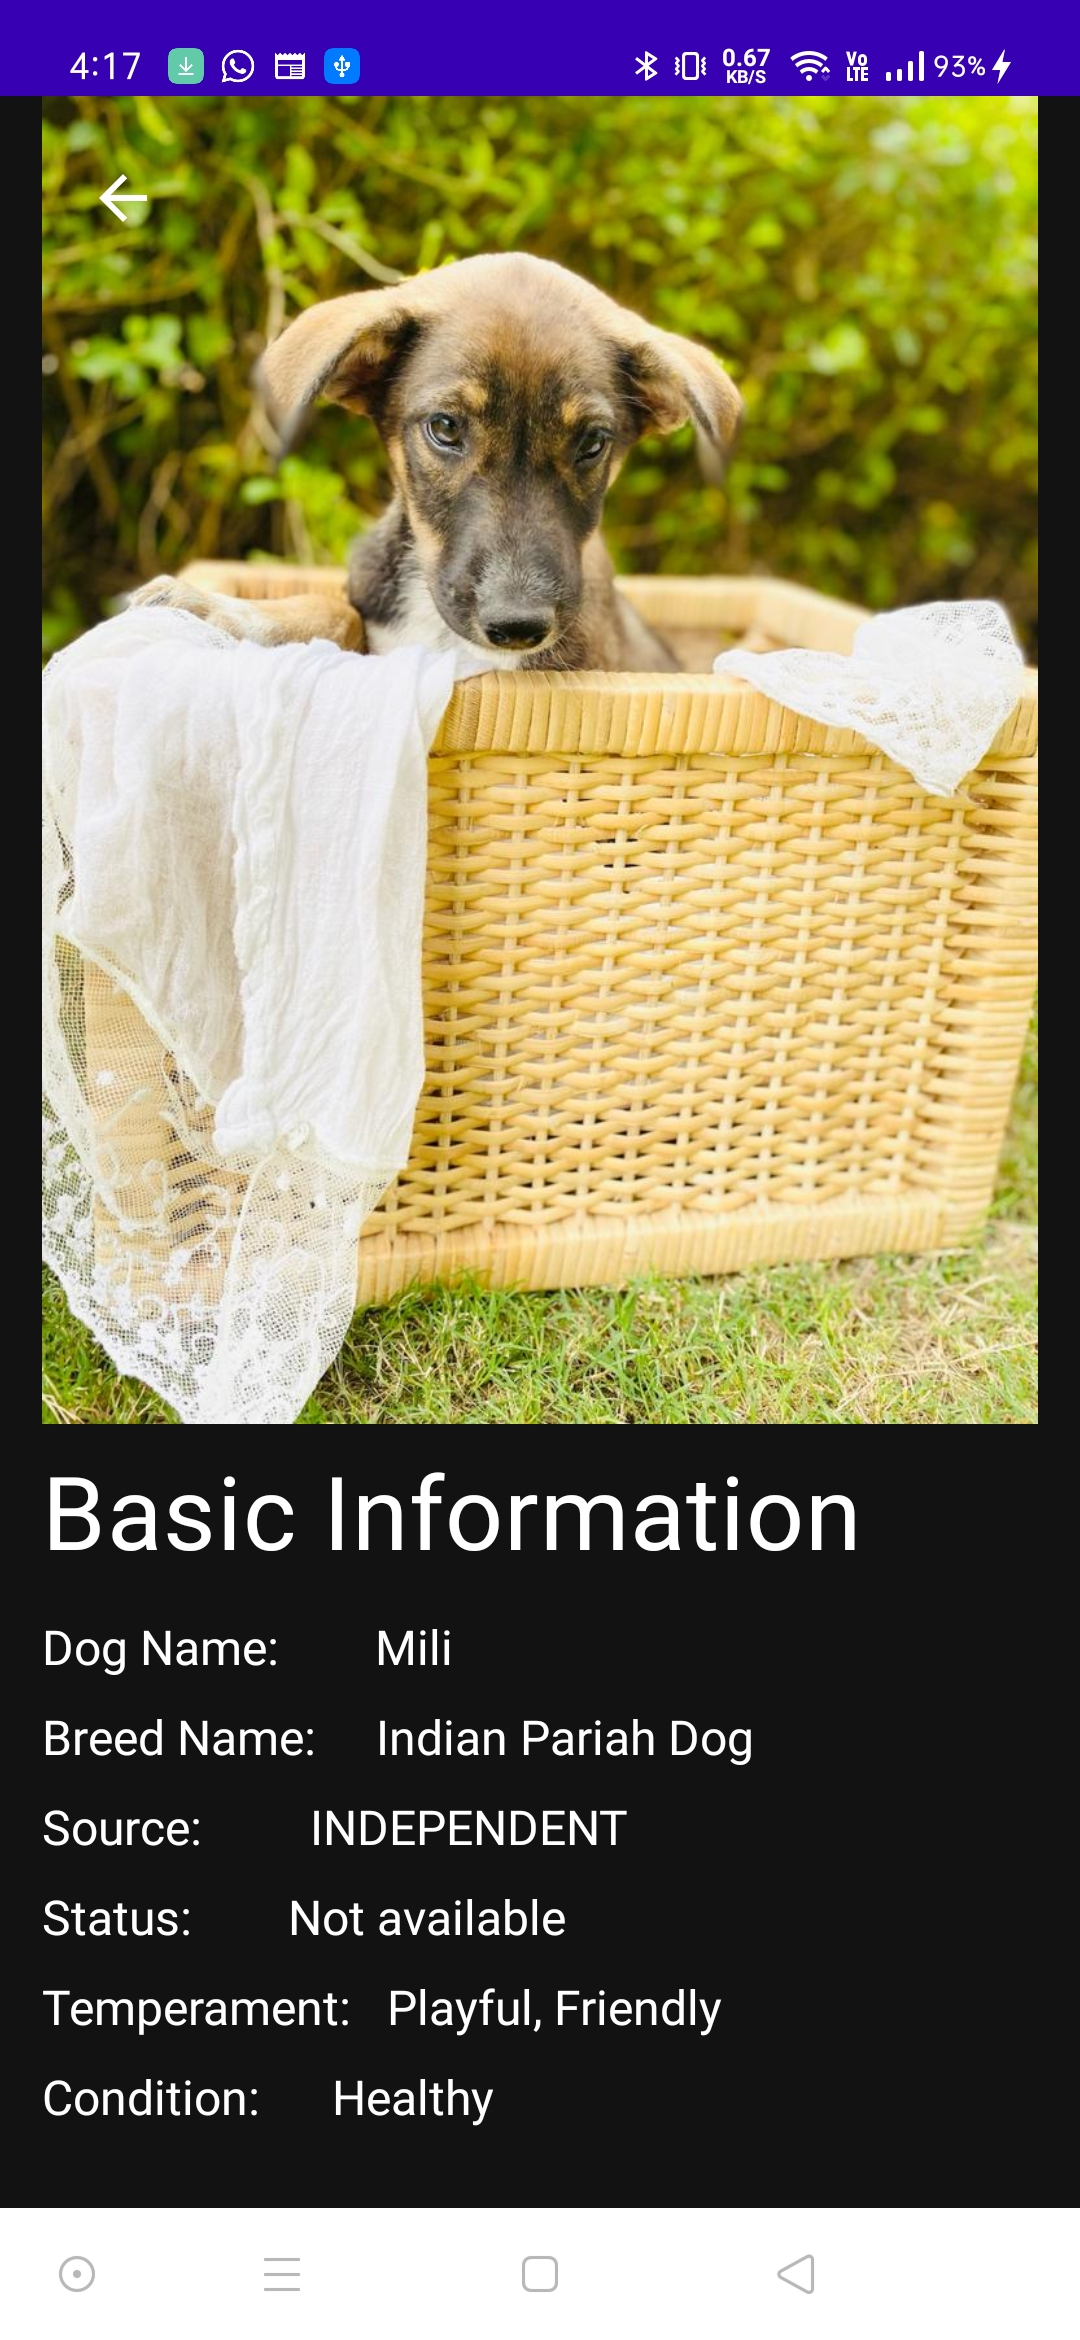 4:17
0.67 KB/S Vo LTE 93%
Basic Information
Dog Name: Mili
Breed Name: Indian Pariah Dog
Source: INDEPENDENT
Status: Not available
Temperament: Playful, Friendly
Condition: Healthy